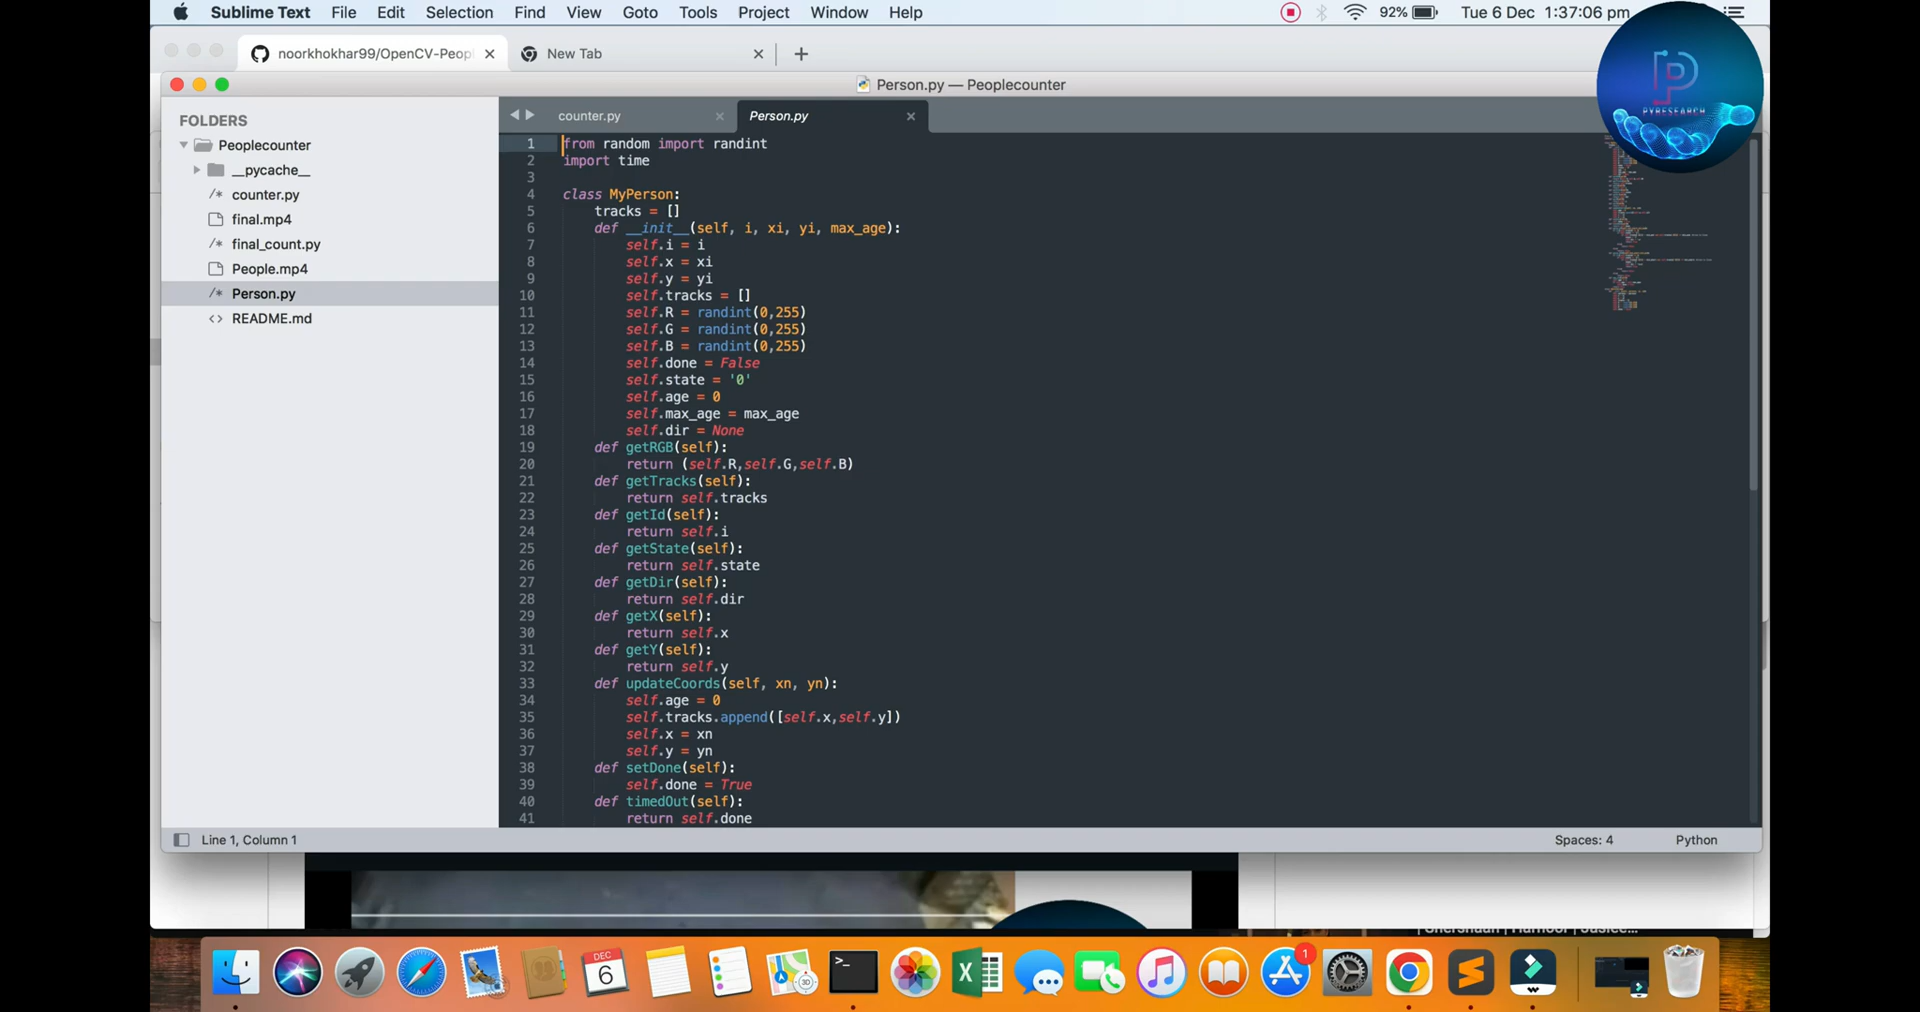 Sublime Text File Edit Selection Find View Goto Tools Project Window Help 92% Tue 6 Dec 1:37:06 pm
noorkhokhar99/OpenCV-Peop New Tab
Person.py — Peoplecounter
PYRESEARCH
FOLDERS
Peoplecounter
__pycache__
counter.py
final.mp4
final_count.py
People.mp4
Person.py
README.md
counter.py Person.py
1 from random import randint
2 import time
3
4 class MyPerson:
5 tracks = []
6 def __init__(self, i, xi, yi, max_age):
7 self.i = i
8 self.x = xi
9 self.y = yi
10 self.tracks = []
11 self.R = randint(0,255)
12 self.G = randint(0,255)
13 self.B = randint(0,255)
14 self.done = False
15 self.state = '0'
16 self.age = 0
17 self.max_age = max_age
18 self.dir = None
19 def getRGB(self):
20 return (self.R,self.G,self.B)
21 def getTracks(self):
22 return self.tracks
23 def getId(self):
24 return self.i
25 def getState(self):
26 return self.state
27 def getDir(self):
28 return self.dir
29 def getX(self):
30 return self.x
31 def getY(self):
32 return self.y
33 def updateCoords(self, xn, yn):
34 self.age = 0
35 self.tracks.append([self.x,self.y])
36 self.x = xn
37 self.y = yn
38 def setDone(self):
39 self.done = True
40 def timedOut(self):
41 return self.done
Line 1, Column 1 Spaces: 4 Python
DEC
6
3D
1